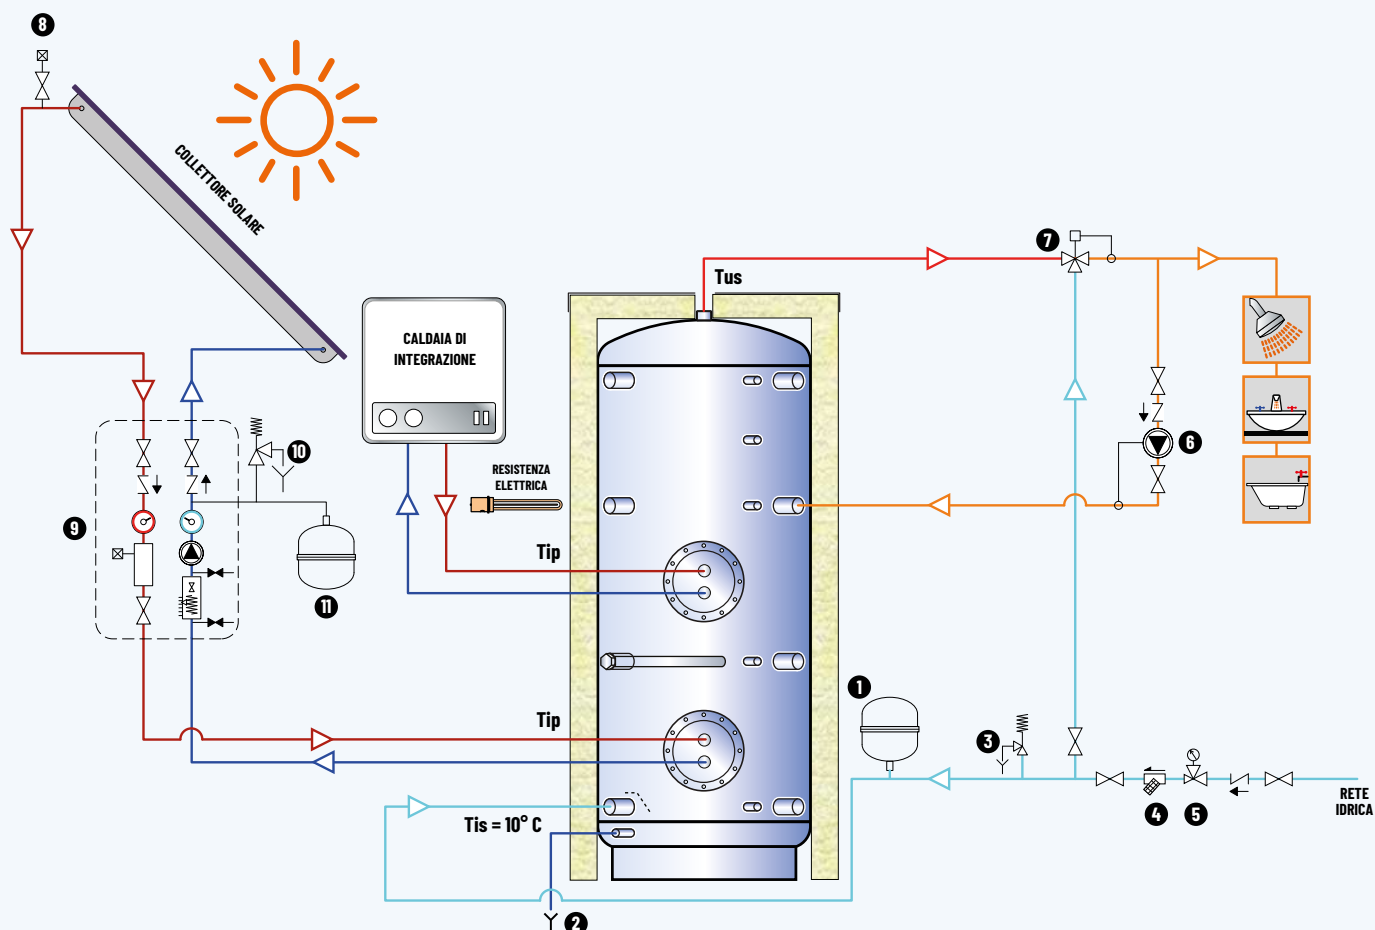 8
COLLETTORE SOLARE
7
Tus
CALDAIA DI
INTEGRAZIONE
6
10
RESISTENZA
ELETTRICA
9
Tip
11
1
Tip
3
RETE
IDRICA
4
5
Tis = 10° C
2